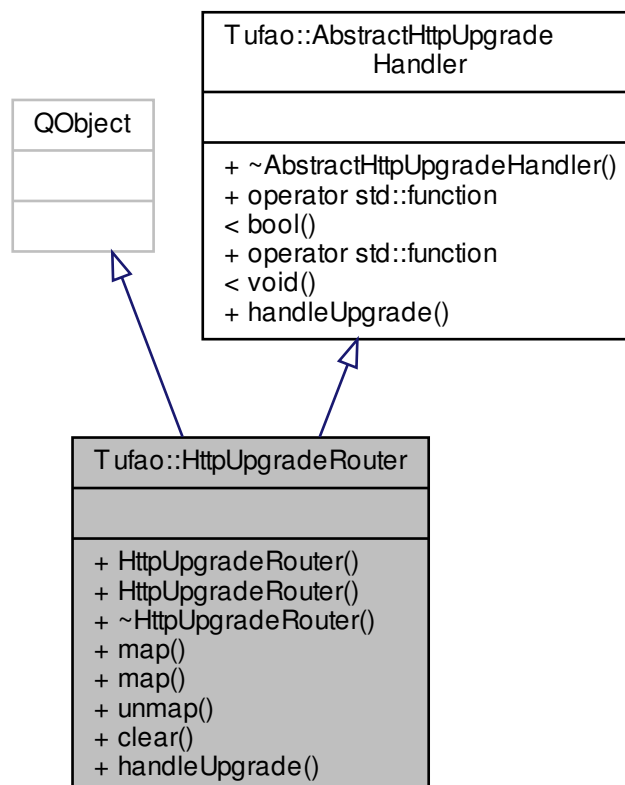 Tufao::AbstractHttpUpgrade
Handler
+ ~AbstractHttpUpgradeHandler()
+ operator std::function
< bool()
+ operator std::function
< void()
+ handleUpgrade()
QObject
Tufao::HttpUpgradeRouter
+ HttpUpgradeRouter()
+ HttpUpgradeRouter()
+ ~HttpUpgradeRouter()
+ map()
+ map()
+ unmap()
+ clear()
+ handleUpgrade()